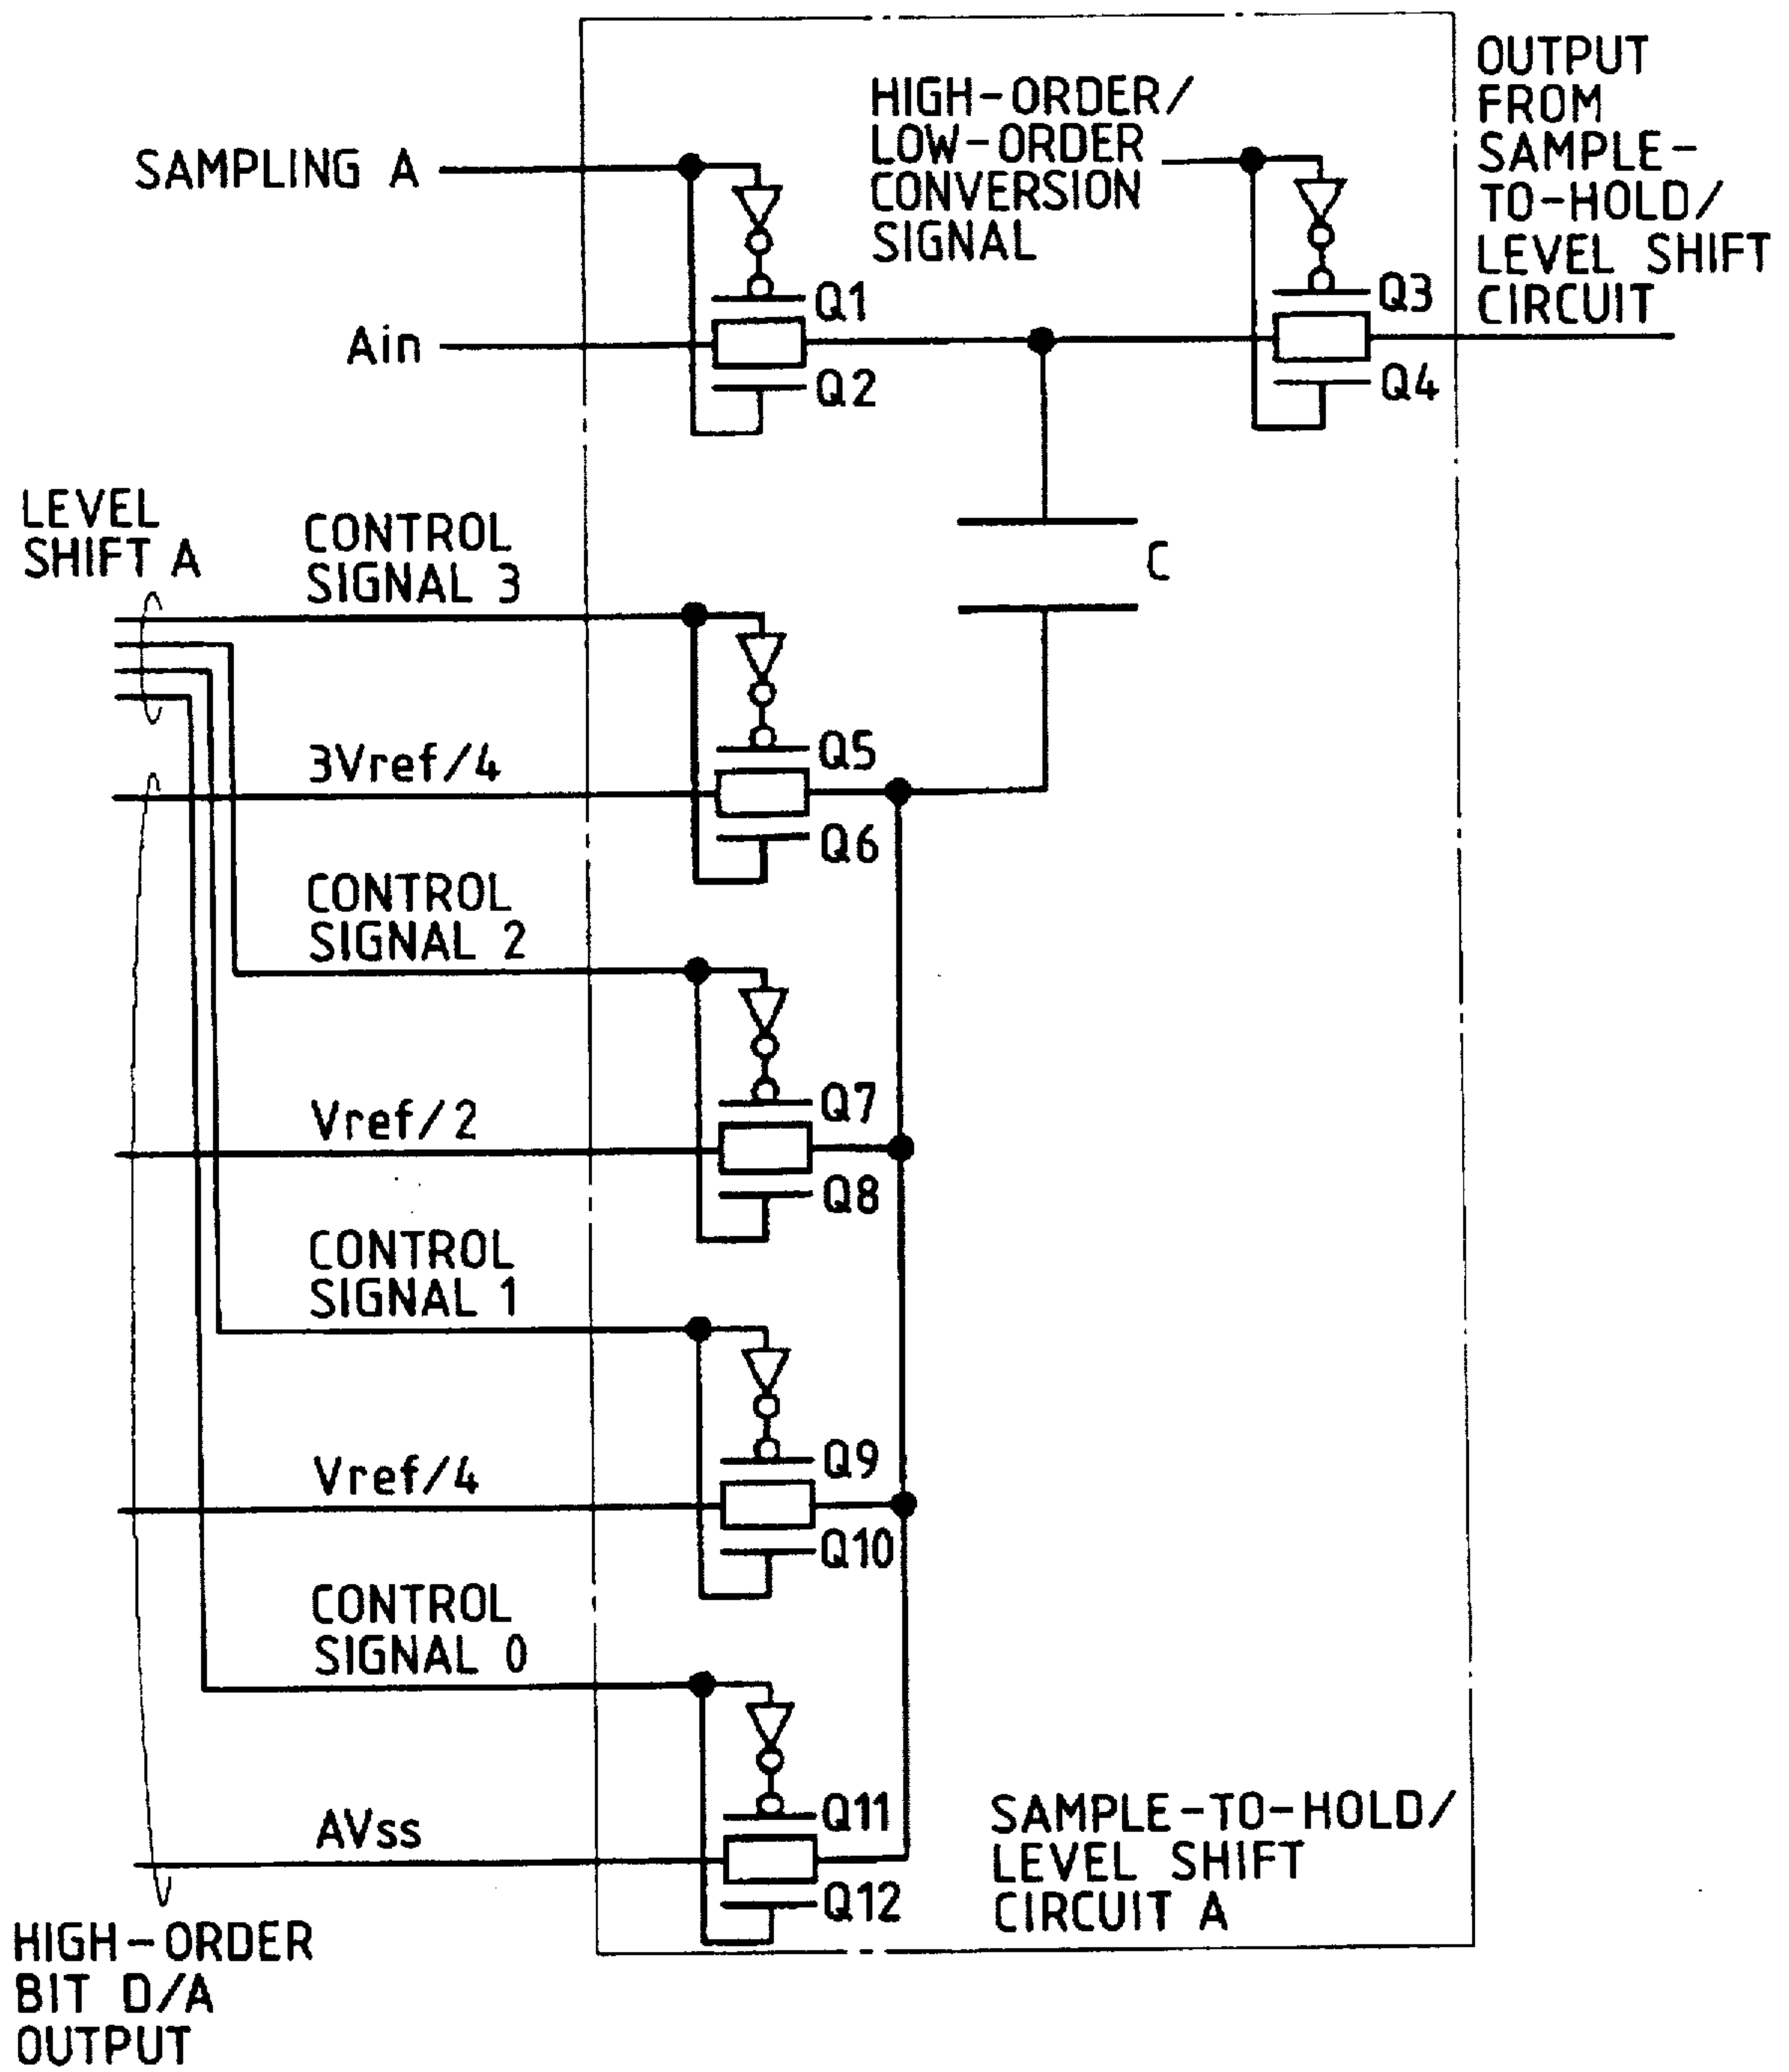 OUTPUT
FROM
SAMPLE-
TO-HOLD/
LEVEL SHIFT
CIRCUIT
HIGH-ORDER/
LOW-ORDER
CONVERSION
SIGNAL
SAMPLING A
Q1
Q3
Ain
Q2
Q4
LEVEL
SHIFT A
CONTROL
SIGNAL 3
C
3Vref/4
Q5
Q6
CONTROL
SIGNAL 2
Vref/2
Q7
Q8
CONTROL
SIGNAL 1
Vref/4
Q9
Q10
CONTROL
SIGNAL 0
AVss
Q11
Q12
SAMPLE-TO-HOLD/
LEVEL SHIFT
CIRCUIT A
HIGH-ORDER
BIT D/A
OUTPUT